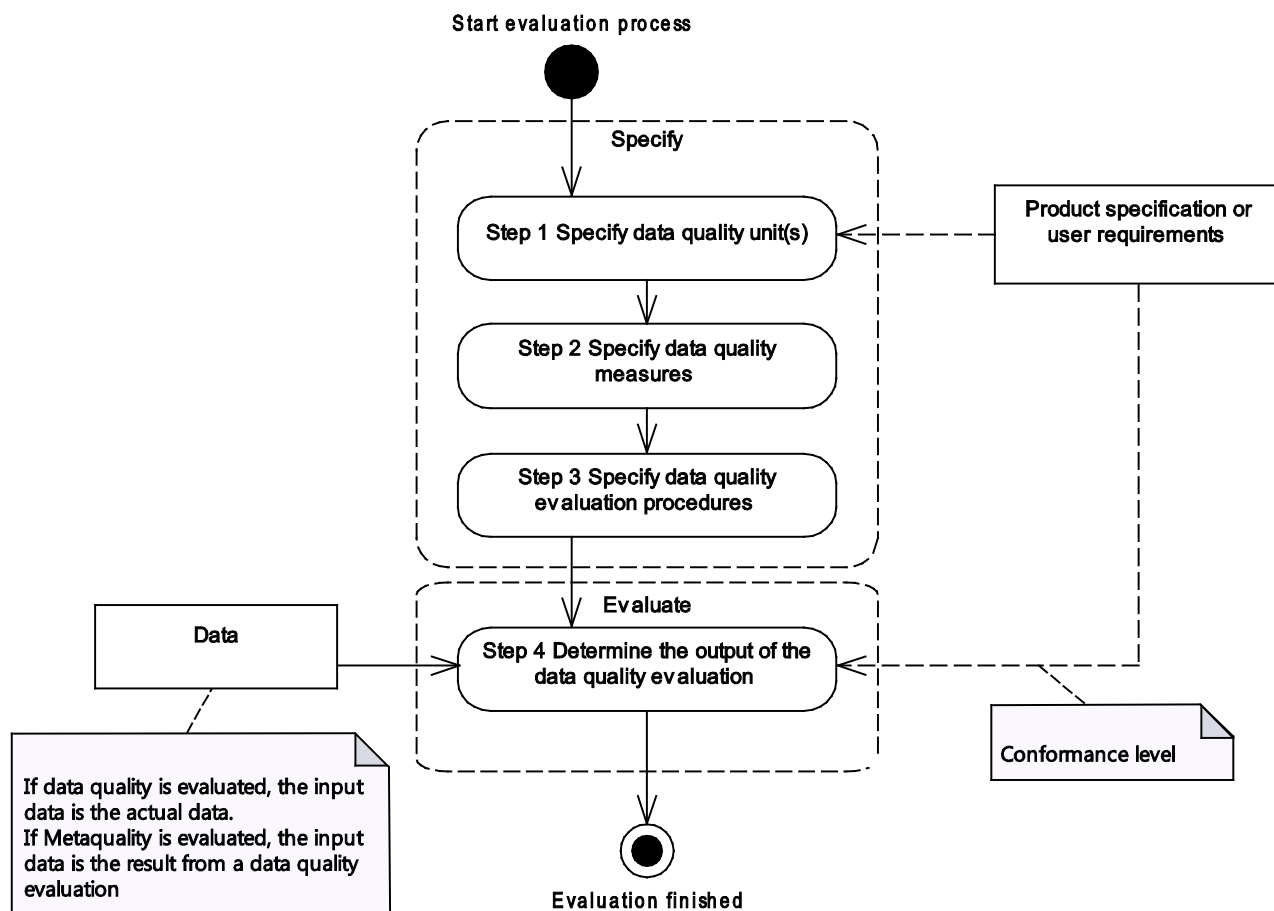 Start evaluation process
Specify
Step 1 Specify data quality unit(s)
Product specification or
user requirements
Step 2 Specify data quality
measures
Step 3 Specify data quality
evaluation procedures
Evaluate
Data
Step 4 Determine the output of the
data quality evaluation
Conformance level
If data quality is evaluated, the input
data is the actual data.
If Metaquality is evaluated, the input
data is the result from a data quality
evaluation
Evaluation finished